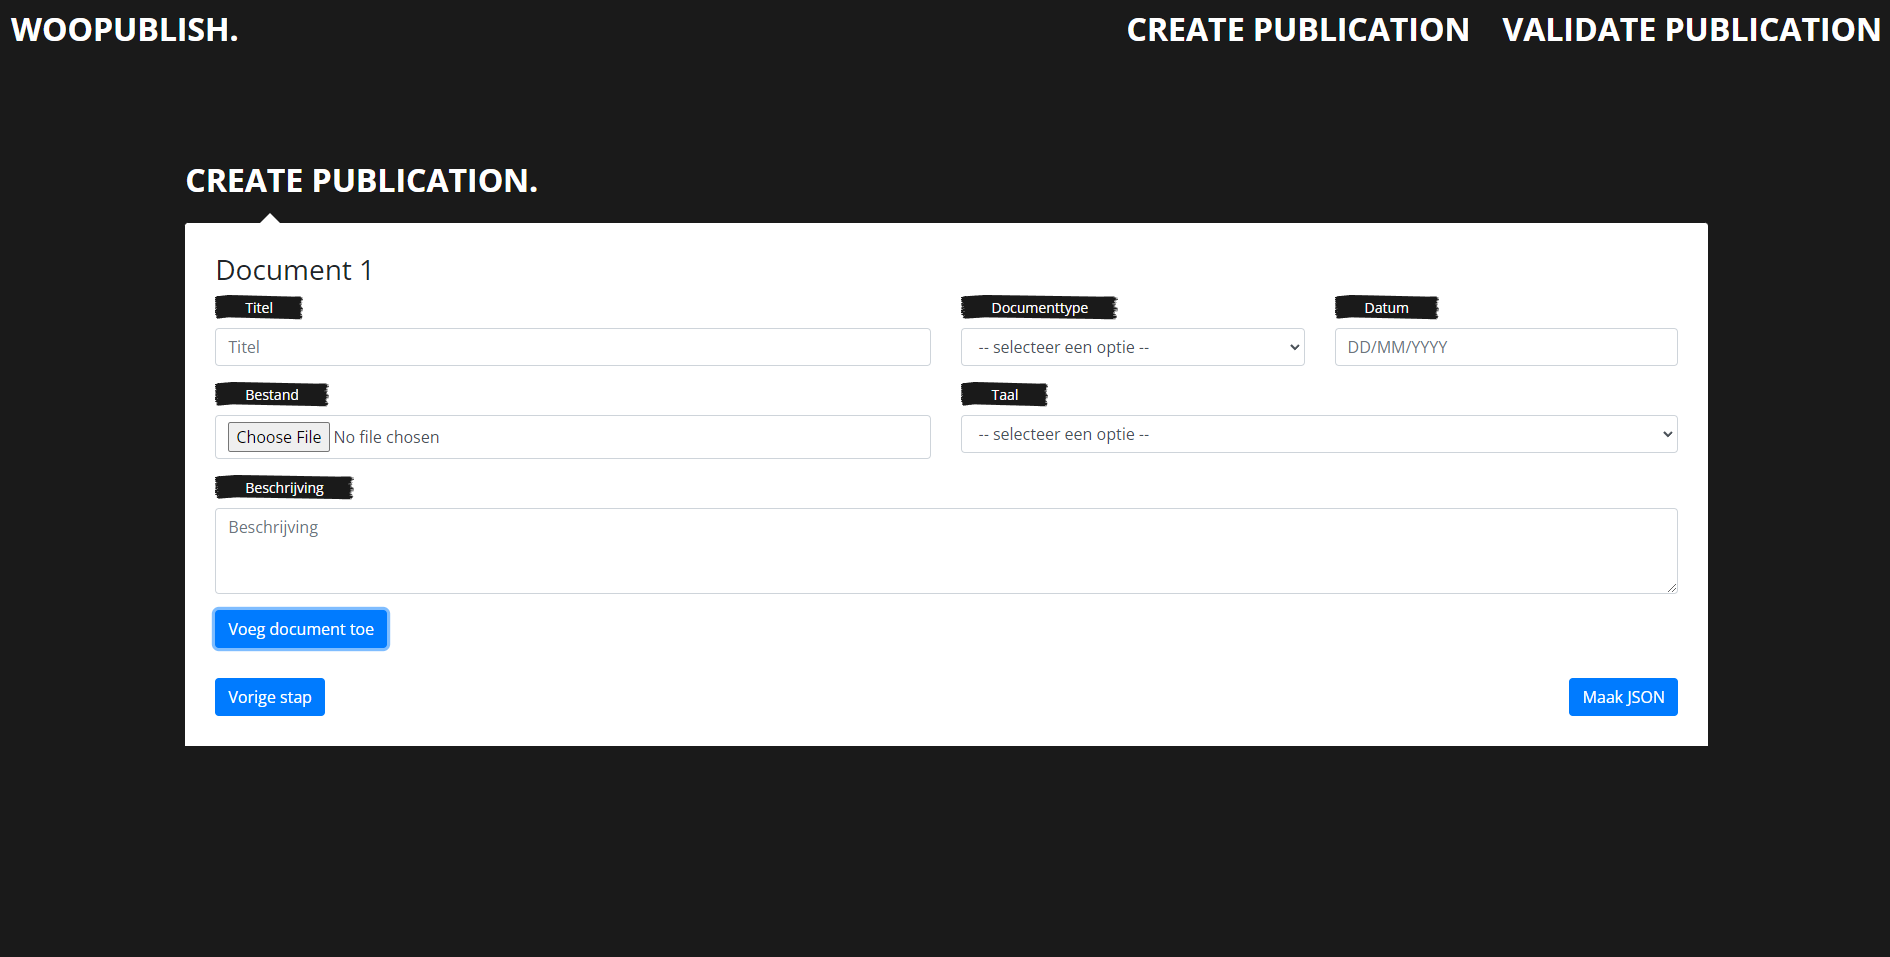 WOOPUBLISH. CREATE PUBLICATION VALIDATE PUBLICATION
CREATE PUBLICATION.
Document 1
Titel Documenttype Datum
Titel -- selecteer een optie -- DD/MM/YYYY
Bestand Taal
Choose File No file chosen -- selecteer een optie --
Beschrijving
Beschrijving
Voeg document toe
Vorige stap Maak JSON